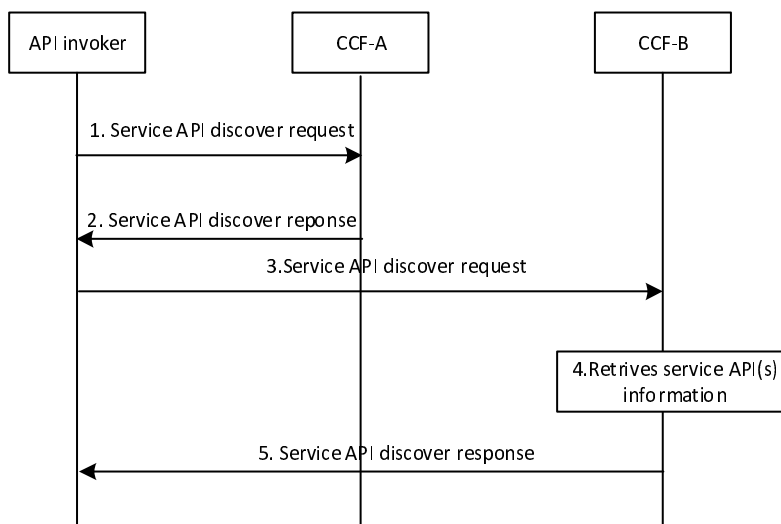 API invoker
CCF-A
CCF-B
1. Service API discover request
2. Service API discover reponse
3.Service API discover request
4.Retrives service API(s)
information
5. Service API discover response